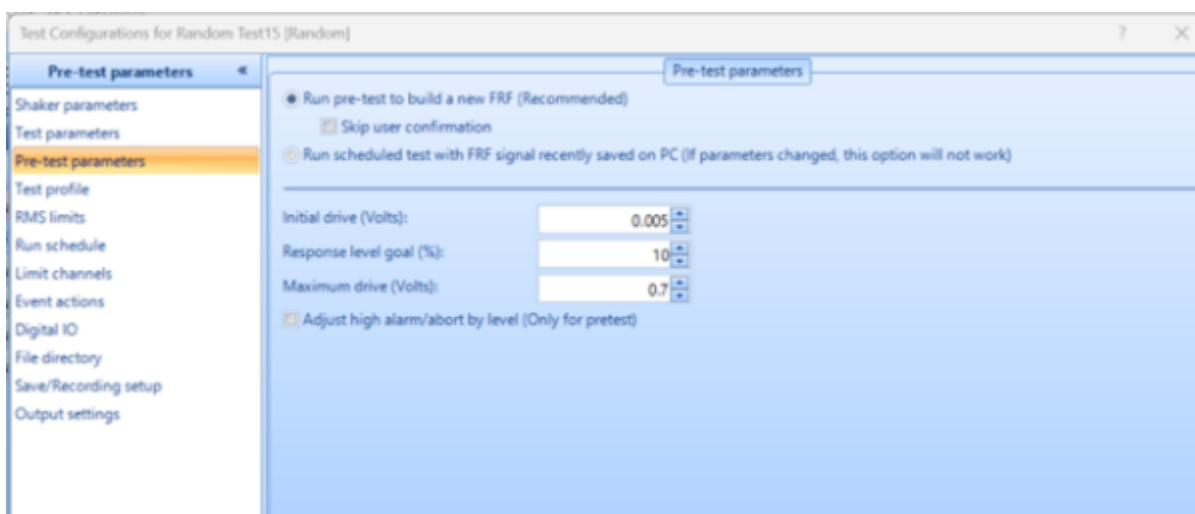 Test Configurations for Random Test15 [Random]
?
Pre-test parameters «
Pre-test parameters
Shaker parameters
Test parameters
Pre-test parameters
Test profile
RMS limits
Run schedule
Limit channels
Event actions
Digital IO
File directory
Save/Recording setup
Output settings
Run pre-test to build a new FRF (Recommended)
Skip user confirmation
Run scheduled test with FRF signal recently saved on PC (If parameters changed, this option will not work)
Initial drive (Volts): 0.005
Response level goal (%): 10
Maximum drive (Volts): 0.7
Adjust high alarm/abort by level (Only for pretest)